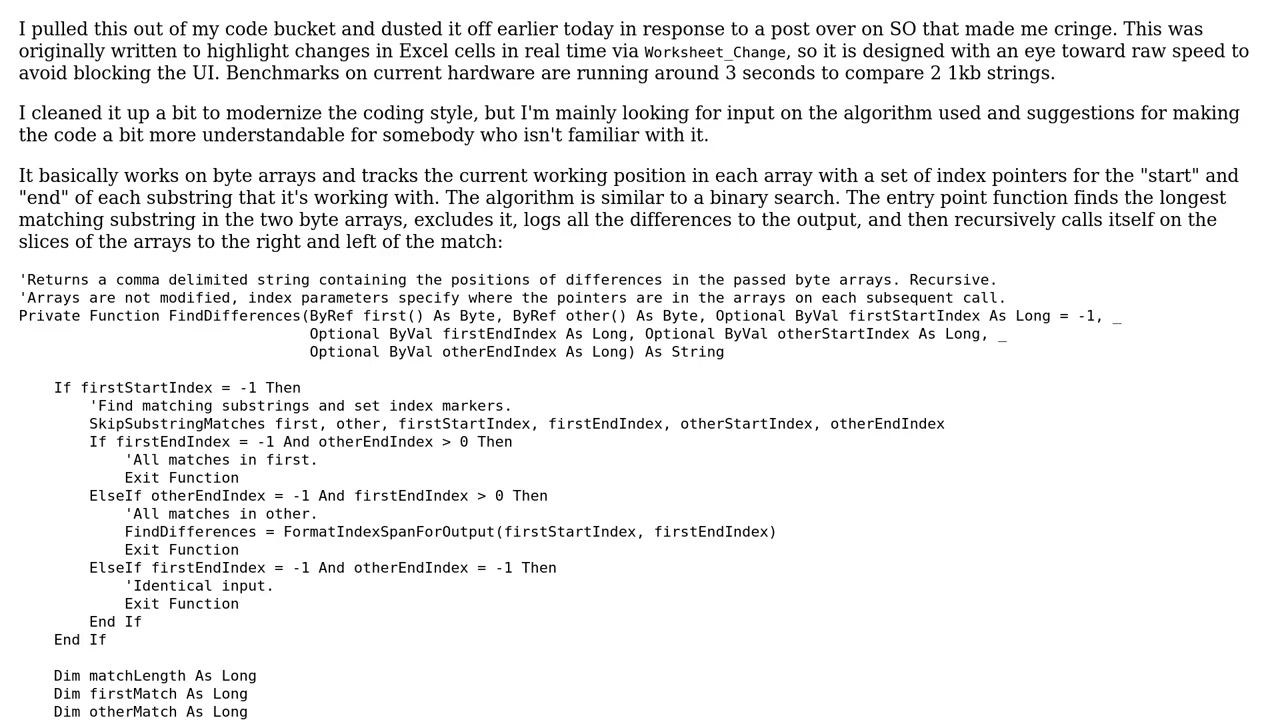 I pulled this out of my code bucket and dusted it off earlier today in response to a post over on SO that made me cringe. This was
originally written to highlight changes in Excel cells in real time via Worksheet_Change, so it is designed with an eye toward raw speed to
avoid blocking the UI. Benchmarks on current hardware are running around 3 seconds to compare 2 1kb strings.
I cleaned it up a bit to modernize the coding style, but I'm mainly looking for input on the algorithm used and suggestions for making
the code a bit more understandable for somebody who isn't familiar with it.
It basically works on byte arrays and tracks the current working position in each array with a set of index pointers for the "start" and
"end" of each substring that it's working with. The algorithm is similar to a binary search. The entry point function finds the longest
matching substring in the two byte arrays, excludes it, logs all the differences to the output, and then recursively calls itself on the
slices of the arrays to the right and left of the match:
'Returns a comma delimited string containing the positions of differences in the passed byte arrays. Recursive.
'Arrays are not modified, index parameters specify where the pointers are in the arrays on each subsequent call.
Private Function FindDifferences(ByRef first() As Byte, ByRef other() As Byte, Optional ByVal firstStartIndex As Long = -1, _
                                 Optional ByVal firstEndIndex As Long, Optional ByVal otherStartIndex As Long, _
                                 Optional ByVal otherEndIndex As Long) As String
    If firstStartIndex = -1 Then
        'Find matching substrings and set index markers.
        SkipSubstringMatches first, other, firstStartIndex, firstEndIndex, otherStartIndex, otherEndIndex
        If firstEndIndex = -1 And otherEndIndex > 0 Then
            'All matches in first.
            Exit Function
        ElseIf otherEndIndex = -1 And firstEndIndex > 0 Then
            'All matches in other.
            FindDifferences = FormatIndexSpanForOutput(firstStartIndex, firstEndIndex)
            Exit Function
        ElseIf firstEndIndex = -1 And otherEndIndex = -1 Then
            'Identical input.
            Exit Function
        End If
    End If
    Dim matchLength As Long
    Dim firstMatch As Long
    Dim otherMatch As Long